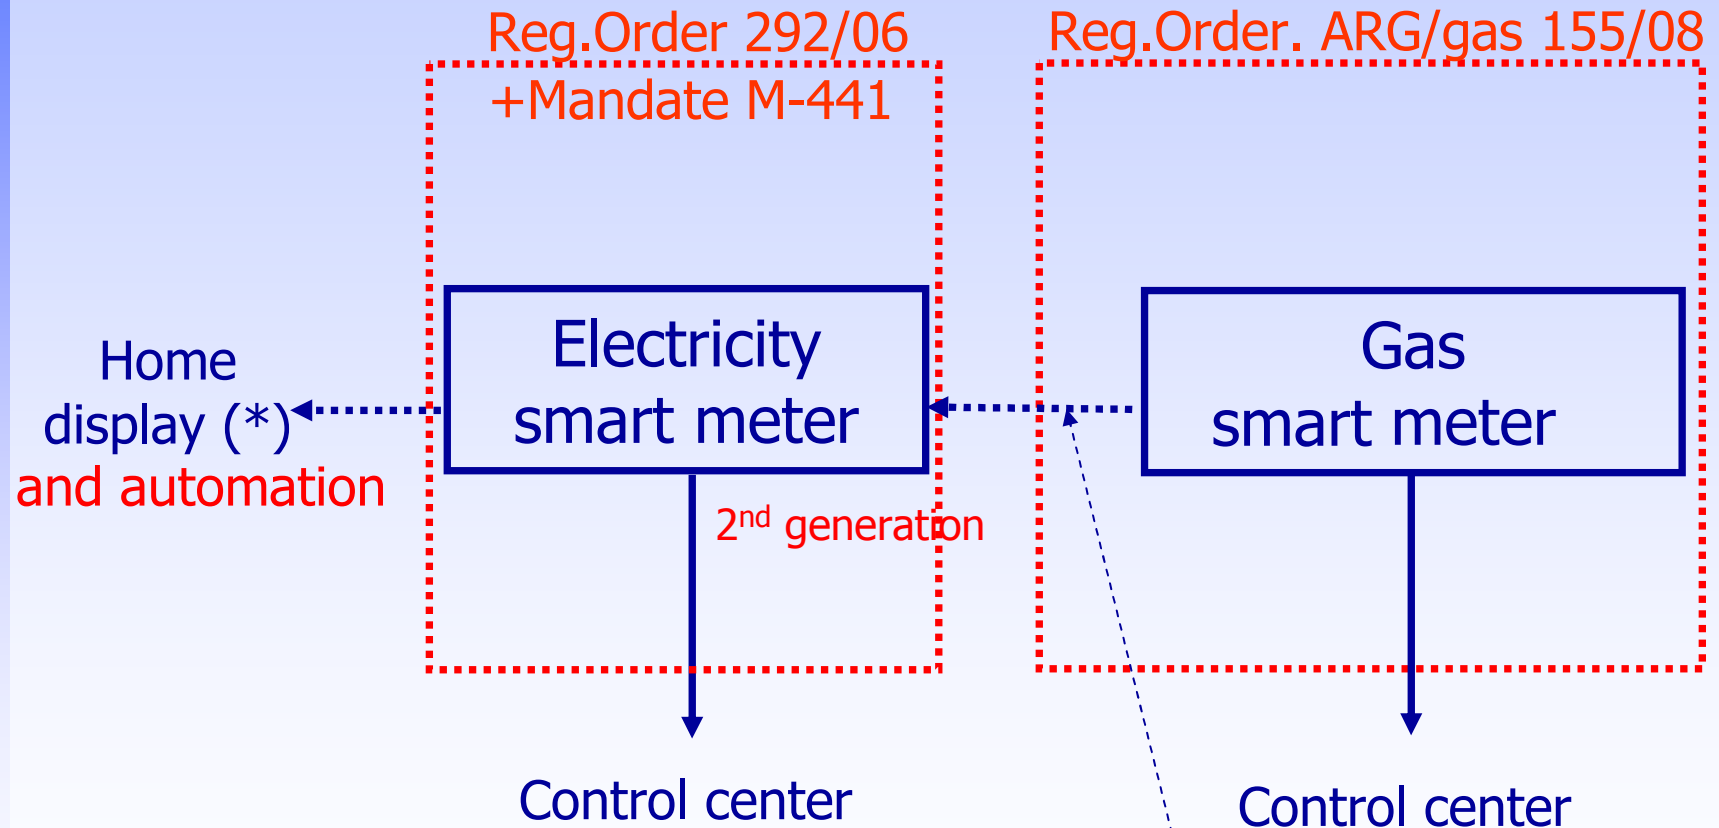 Reg.Order 292/06
+Mandate M-441
Reg.Order. ARG/gas 155/08
Home
display (*)
and automation
Electricity
smart meter
2nd generation
Gas
smart meter
Control center
Control center